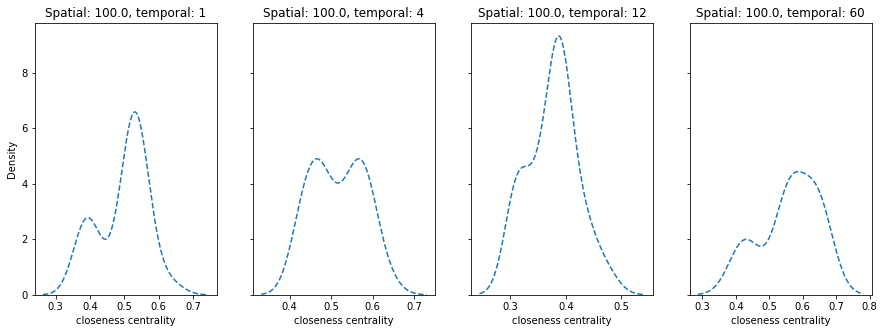 Spatial: 100.0, temporal: 1
Spatial: 100.0, temporal: 4
Spatial: 100.0, temporal: 12
Spatial: 100.0, temporal: 60
Density
8
6
4
2
0
0.3 0.4 0.5 0.6 0.7
0.4 0.5 0.6 0.7
0.3 0.4 0.5
0.3 0.4 0.5 0.6 0.7 0.8
closeness centrality
closeness centrality
closeness centrality
closeness centrality